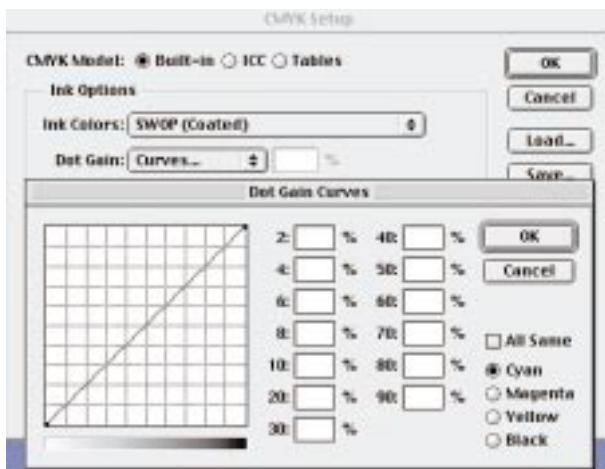 CMYK Setup
CMYK Model: Built-in ICC Tables
OK
Ink Options
Cancel
Ink Colors: SWOP (Coated)
Load...
Dot Gain: Curves... %
Save...
Dot Gain Curves
2: % 40: % OK
4: % 50: % Cancel
6: % 60: %
8: % 70: % All Same
10: % 80: % Cyan
20: % 90: % Magenta
30: % Yellow
Black